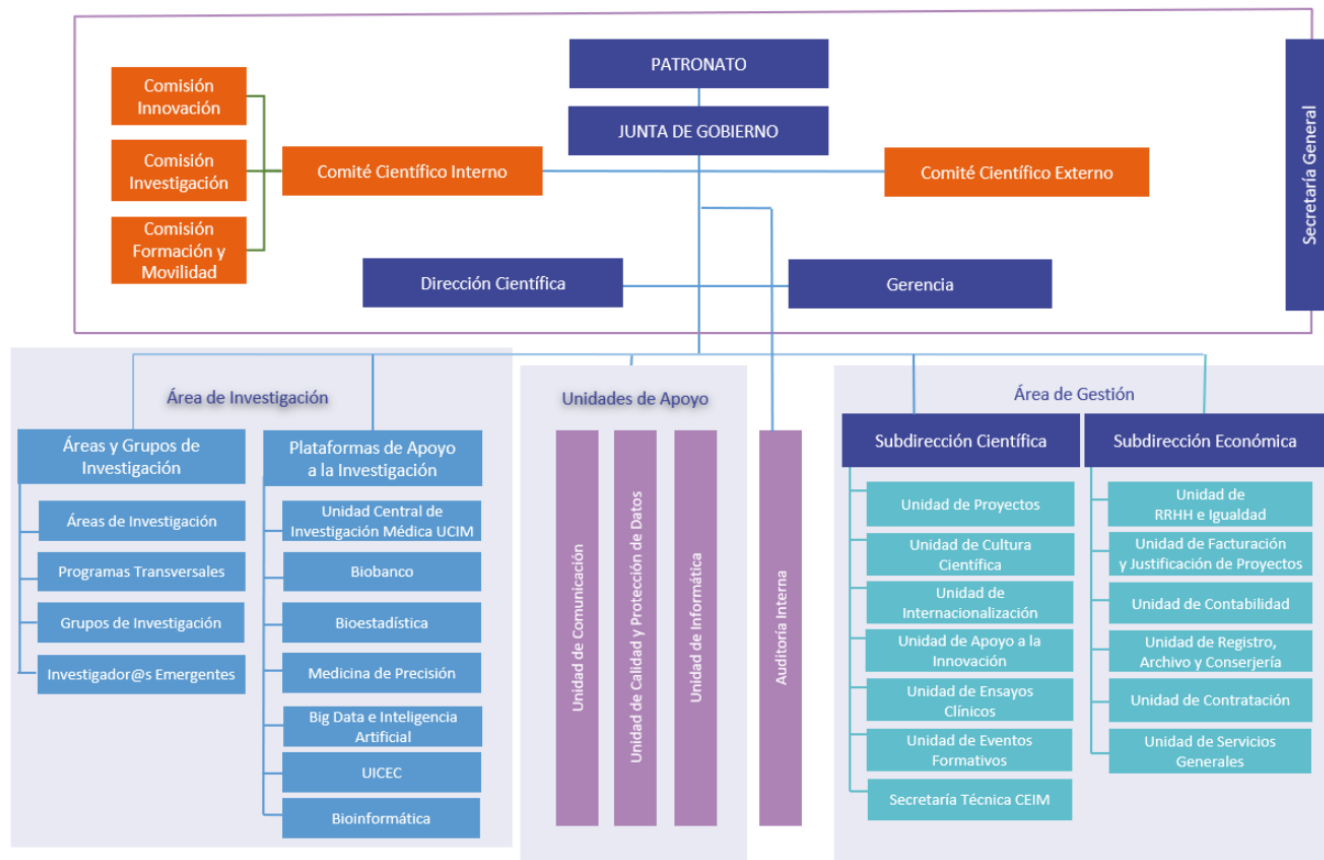 PATRONATO
JUNTA DE GOBIERNO
Comisión
Innovación
Comisión
Investigación
Comisión
Formación y
Movilidad
Comité Científico Interno
Comité Científico Externo
Secretaría General
Dirección Científica
Gerencia
Área de Investigación
Áreas y Grupos de
Investigación
Áreas de Investigación
Programas Transversales
Grupos de Investigación
Investigador@s Emergentes
Plataformas de Apoyo
a la Investigación
Unidad Central de
Investigación Médica UCIM
Biobanco
Bioestadística
Medicina de Precisión
Big Data e Inteligencia
Artificial
UICEC
Bioinformática
Unidades de Apoyo
Unidad de Comunicación
Unidad de Calidad y Protección de Datos
Unidad de Informática
Auditoría Interna
Área de Gestión
Subdirección Científica
Unidad de Proyectos
Unidad de Cultura
Científica
Unidad de
Internacionalización
Unidad de Apoyo a la
Innovación
Unidad de Ensayos
Clínicos
Unidad de Eventos
Formativos
Secretaría Técnica CEIM
Subdirección Económica
Unidad de
RRHH e Igualdad
Unidad de Facturación
y Justificación de Proyectos
Unidad de Contabilidad
Unidad de Registro,
Archivo y Conserjería
Unidad de Contratación
Unidad de Servicios
Generales